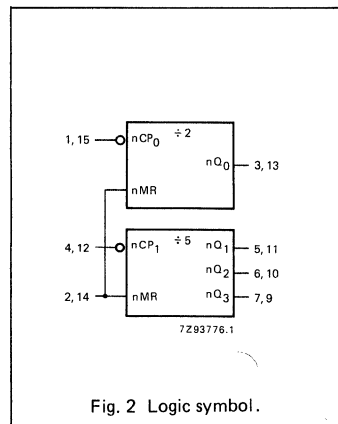 ÷2
1, 15 nCP0
nQ0 3, 13
nMR
÷5
4, 12 nCP1 nQ1 5, 11
nQ2 6, 10
2, 14 nMR nQ3 7, 9
7Z93776.1
Fig. 2 Logic symbol.